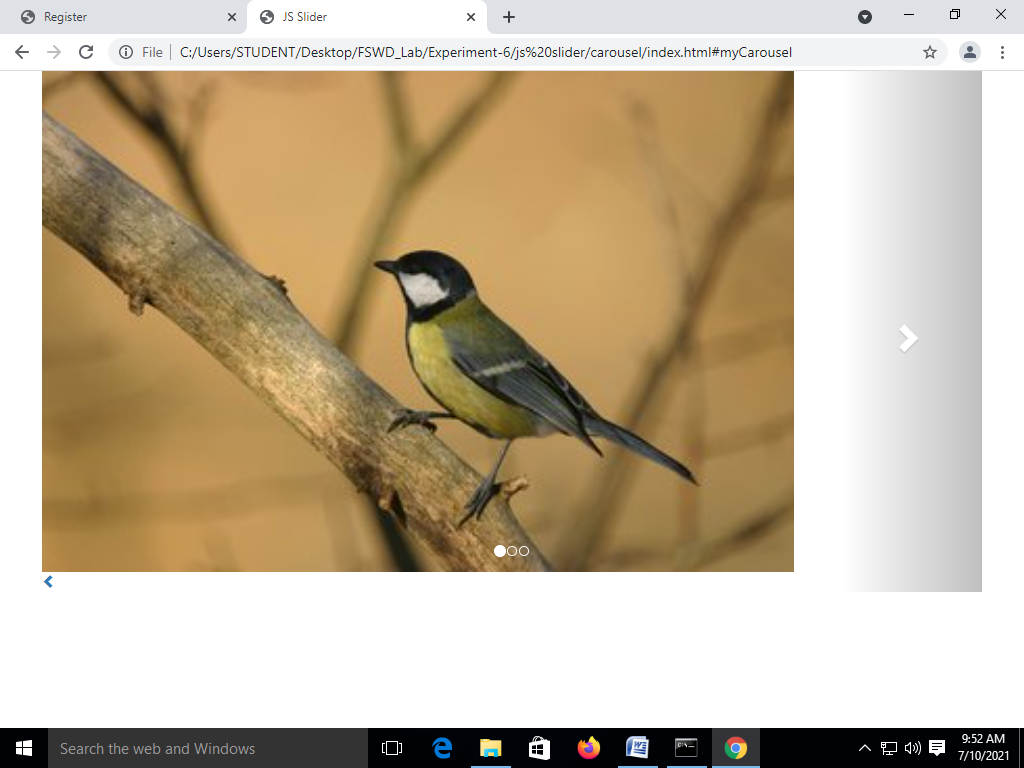 Register
JS Slider
File
C:/Users/STUDENT/Desktop/FSWD_Lab/Experiment-6/js%20slider/carousel/index.html#myCarousel
Search the web and Windows
9:52 AM
7/10/2021